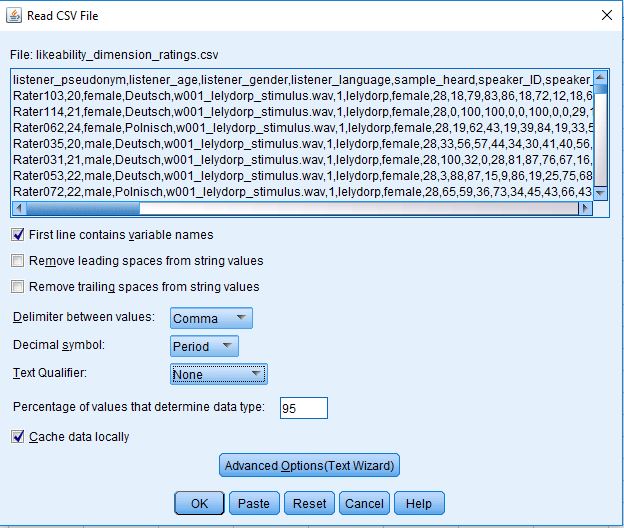 Read CSV File
File: likeability_dimension_ratings.csv
listener_pseudonym,listener_age,listener_gender,listener_language,sample_heard,speaker_ID,speaker_
Rater103,20,female,Deutsch,w001_lelydorp_stimulus.wav,1,lelydorp,female,28,18,79,83,86,18,72,12,18,6
Rater114,21,female,Deutsch,w001_lelydorp_stimulus.wav,1,lelydorp,female,28,0,100,100,0,0,100,0,0,29,1
Rater062,24,female,Polnisch,w001_lelydorp_stimulus.wav,1,lelydorp,female,28,19,62,43,19,39,84,19,33,5
Rater035,20,male,Deutsch,w001_lelydorp_stimulus.wav,1,lelydorp,female,28,33,56,57,44,34,30,41,40,56,
Rater031,21,male,Deutsch,w001_lelydorp_stimulus.wav,1,lelydorp,female,28,100,32,0,28,81,87,76,67,16,
Rater053,22,male,Deutsch,w001_lelydorp_stimulus.wav,1,lelydorp,female,28,3,88,87,15,9,86,19,25,75,68
Rater072,22,male,Polnisch,w001_lelydorp_stimulus.wav,1,lelydorp,female,28,65,59,36,73,34,45,43,66,43
First line contains variable names
Remove leading spaces from string values
Remove trailing spaces from string values
Delimiter between values: Comma
Decimal symbol: Period
Text Qualifier: None
Percentage of values that determine data type: 95
Cache data locally
Advanced Options(Text Wizard)
OK Paste Reset Cancel Help